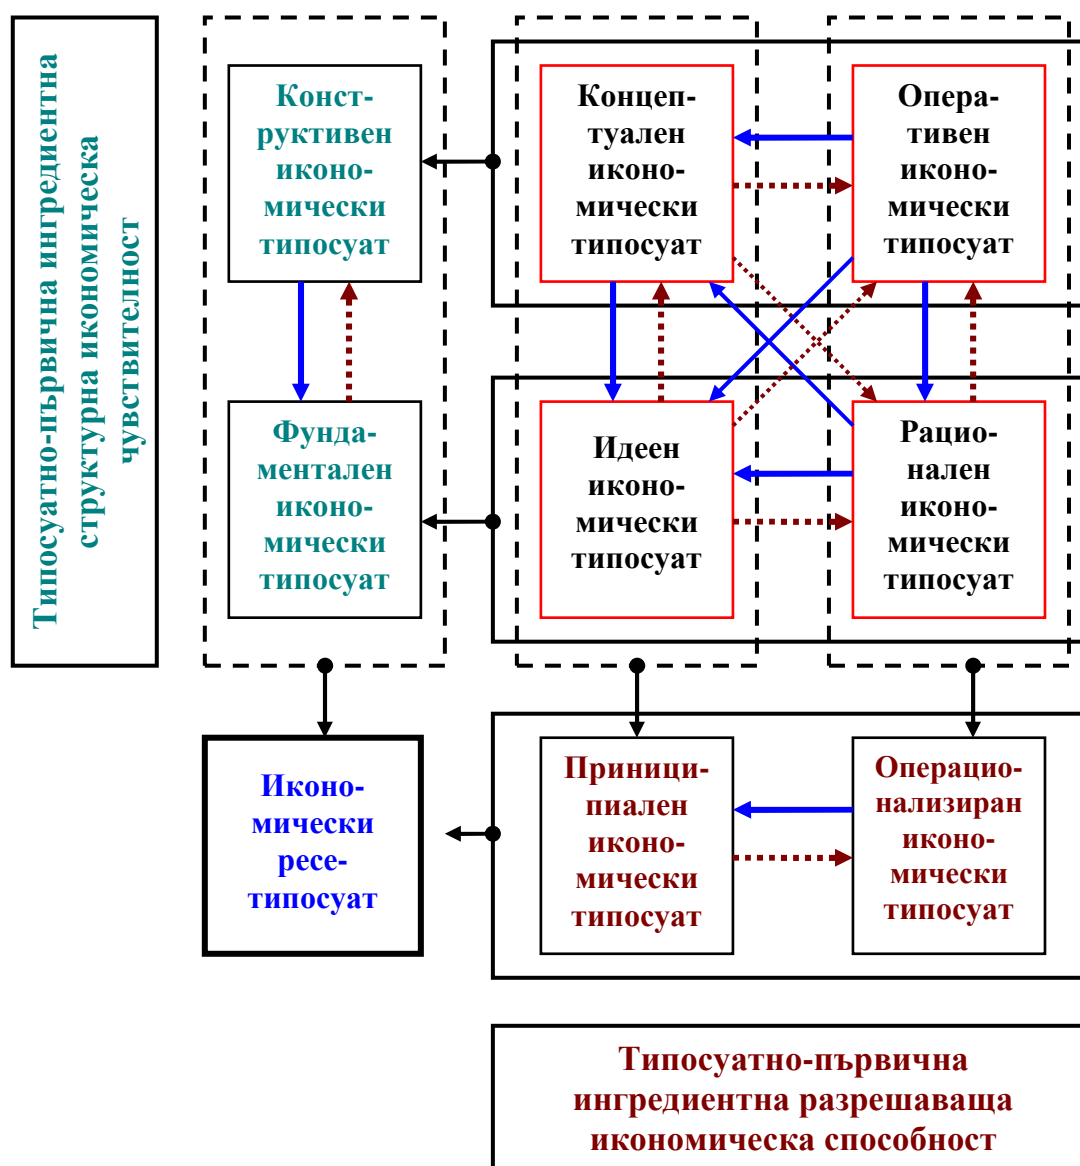 Типосуатно-първична ингредиентна
структурна икономическа
чувствителност
Конст-
руктивен
иконо-
мически
типосуат
Концеп-
туален
иконо-
мически
типосуат
Опера-
тивен
иконо-
мически
типосуат
Фунда-
ментален
иконо-
мически
типосуат
Идеен
иконо-
мически
типосуат
Рацио-
нален
иконо-
мически
типосуат
Иконо-
мически
ресе-
типосуат
Приници-
пиален
иконо-
мически
типосуат
Операцио-
нализиран
иконо-
мически
типосуат
Типосуатно-първична
ингредиентна разрешаваща
икономическа способност